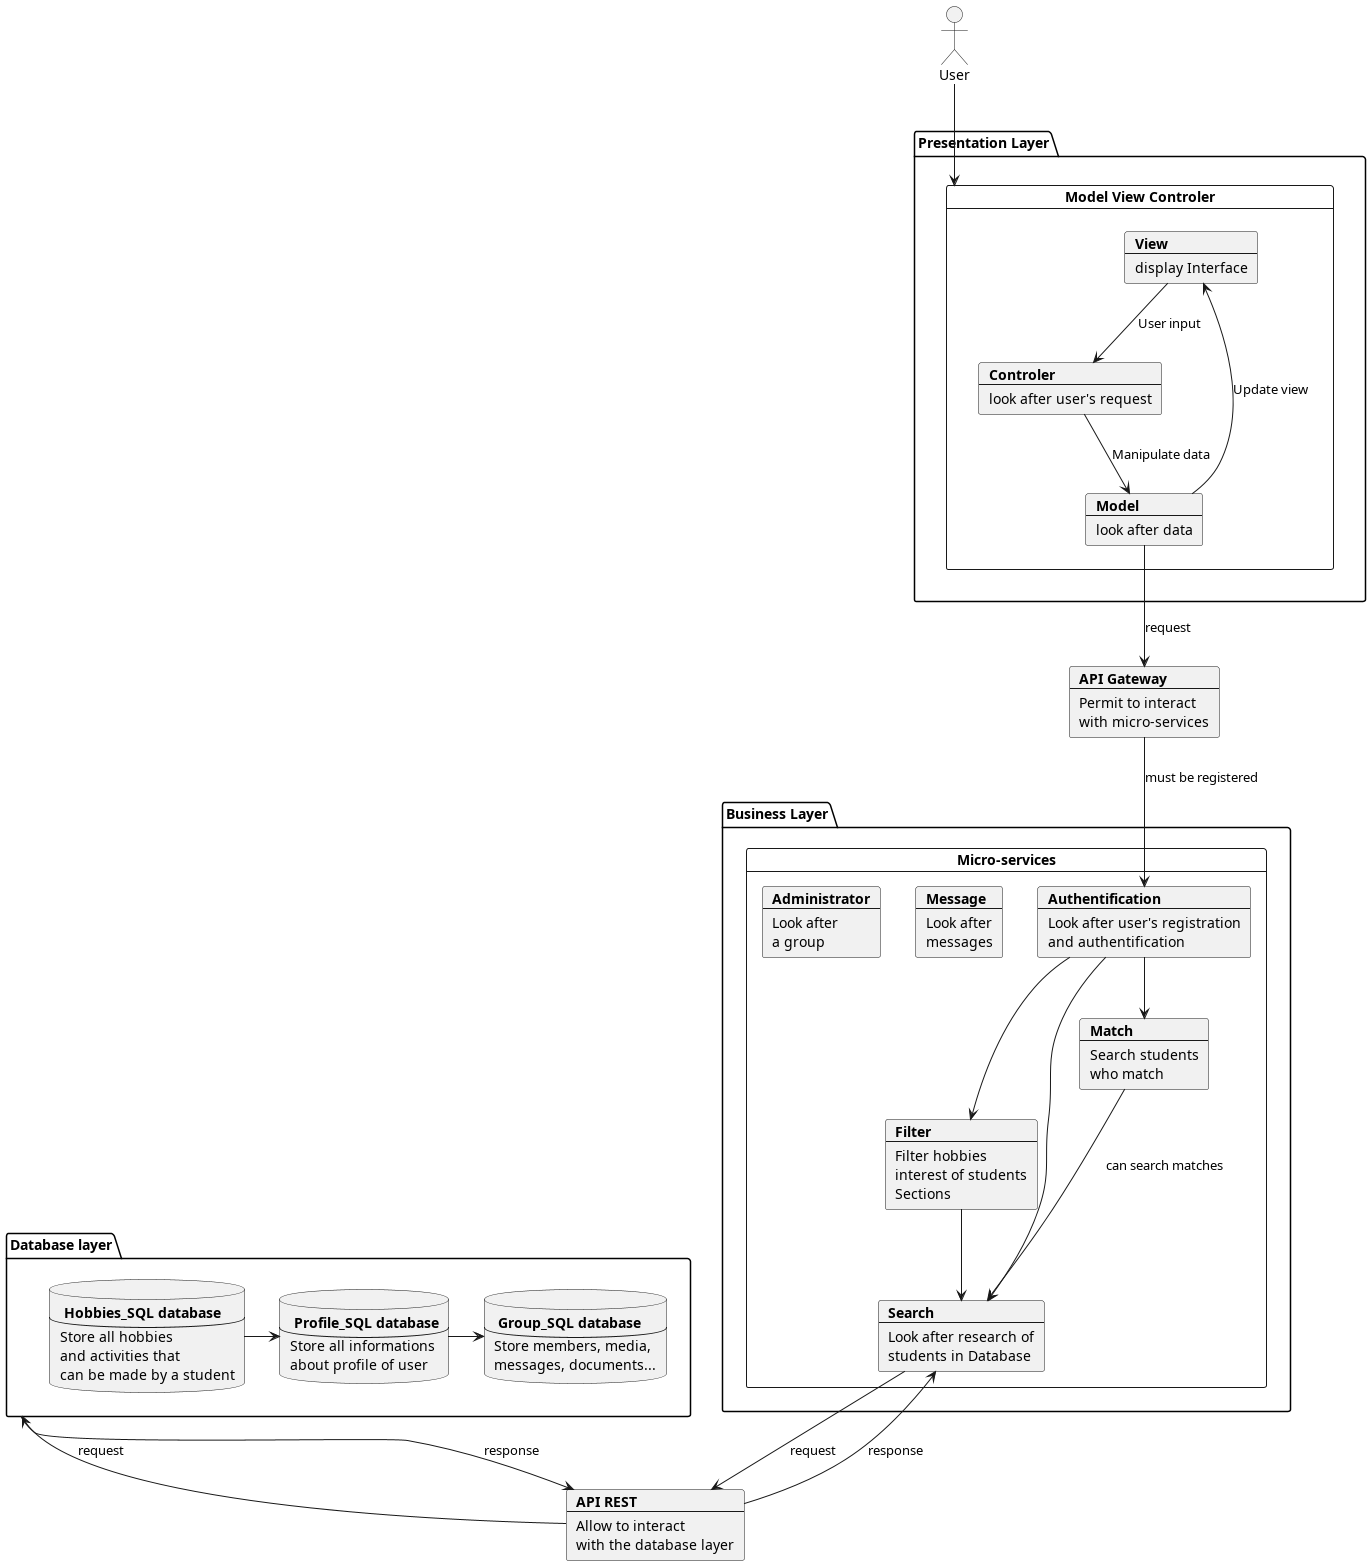 User
Presentation Layer
Model View Controler
View
display Interface
User input
Controler
look after user's request
Update view
Manipulate data
Model
look after data
request
API Gateway
Permit to interact
with micro-services
must be registered
Business Layer
Micro-services
Administrator
Look after
a group
Message
Look after
messages
Authentification
Look after user's registration
and authentification
Match
Search students
who match
Filter
Filter hobbies
interest of students
Sections
can search matches
Search
Look after research of
students in Database
Database layer
Hobbies_SQL database
Store all hobbies
and activities that
can be made by a student
Profile_SQL database
Store all informations
about profile of user
Group_SQL database
Store members, media,
messages, documents...
request
response
request
response
API REST
Allow to interact
with the database layer